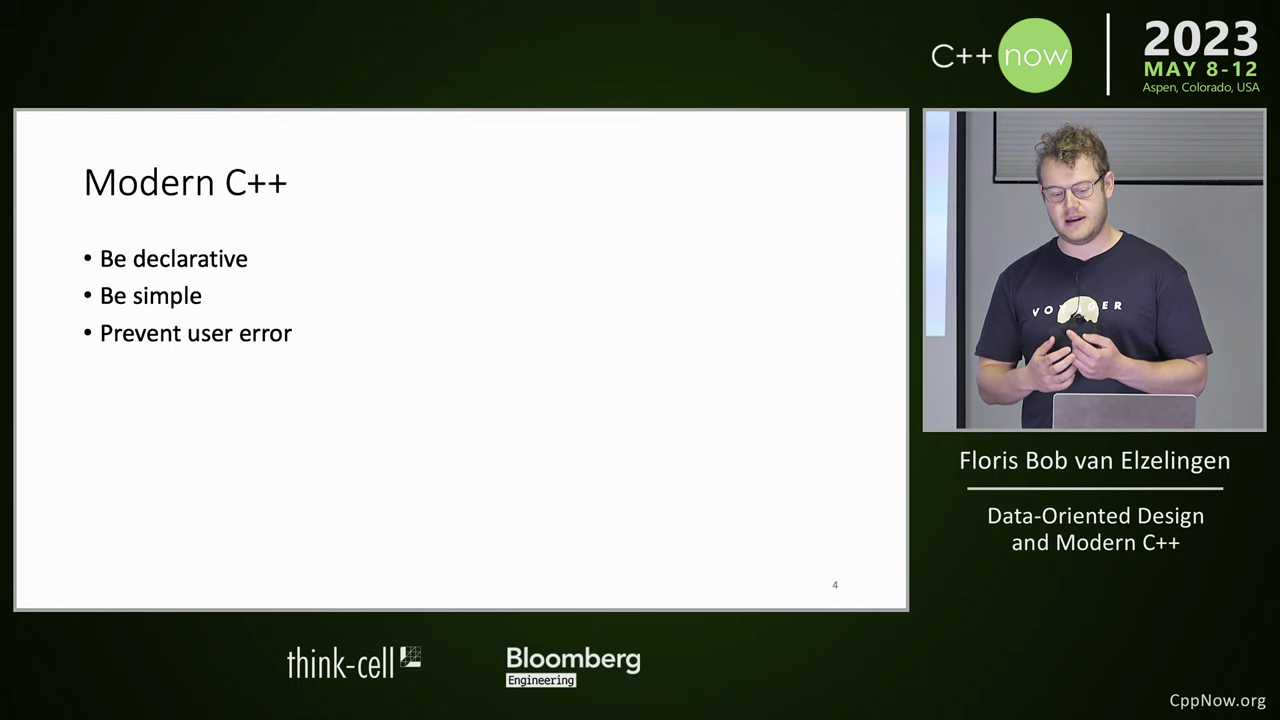 C++ now
2023
MAY 8-12
Aspen, Colorado, USA
Modern C++
• Be declarative
• Be simple
• Prevent user error
4
VOYAGER
Floris Bob van Elzelingen
Data-Oriented Design
and Modern C++
think-cell
Bloomberg
Engineering
CppNow.org